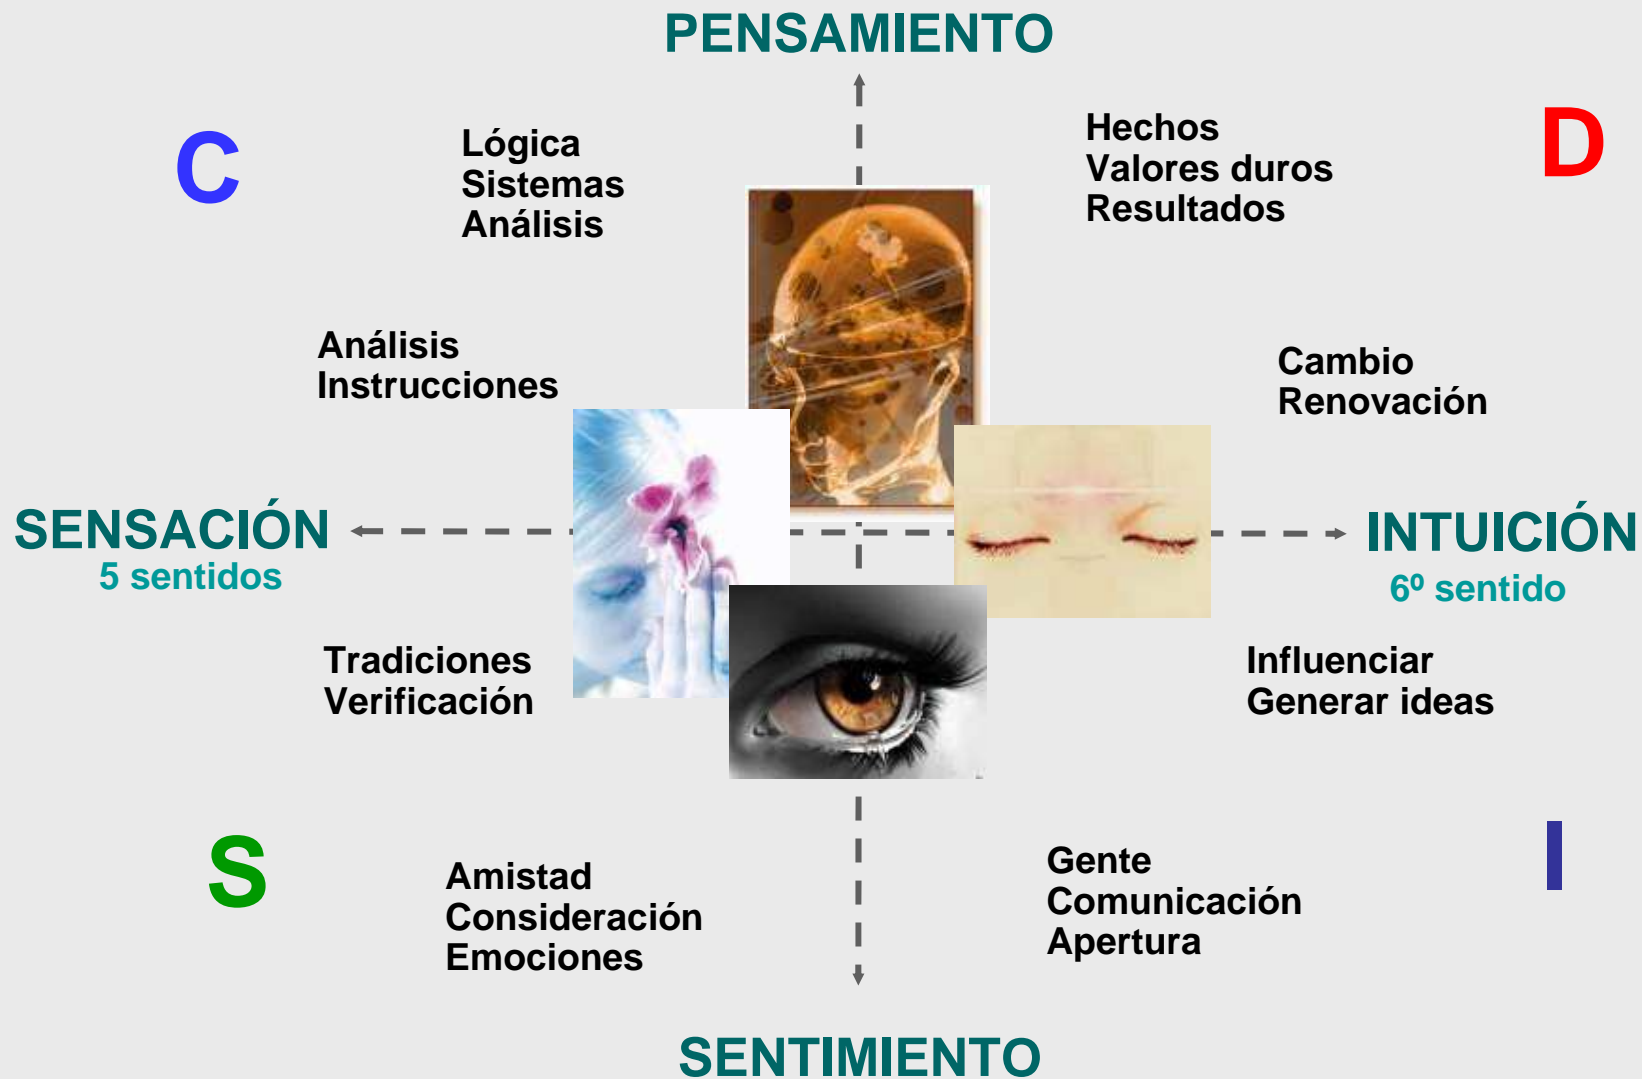 PENSAMIENTO
C
Lógica
Sistemas
Análisis
Hechos
Valores duros
Resultados
D
Análisis
Instrucciones
Cambio
Renovación
SENSACIÓN
5 sentidos
INTUICIÓN
6º sentido
Tradiciones
Verificación
Influenciar
Generar ideas
S
Amistad
Consideración
Emociones
Gente
Comunicación
Apertura
I
SENTIMIENTO